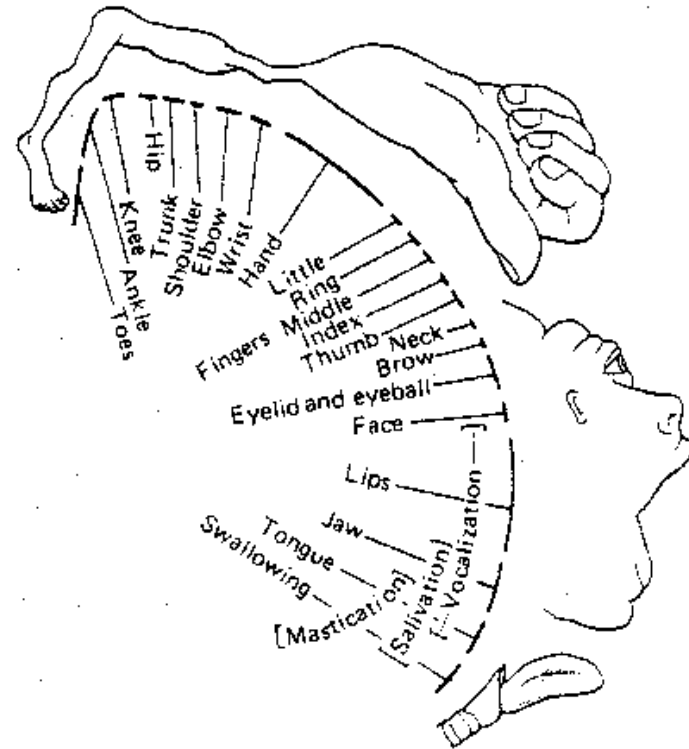 Toes
Ankle
Knee
Hip
Trunk
Shoulder
Elbow
Wrist
Hand
Little
Ring
Fingers Middle
Index
Thumb
Neck
Brow
Eyelid and eyeball
Face
Lips
Jaw
Tongue
Swallowing
[Mastication]
[Salivation]
[Vocalization]